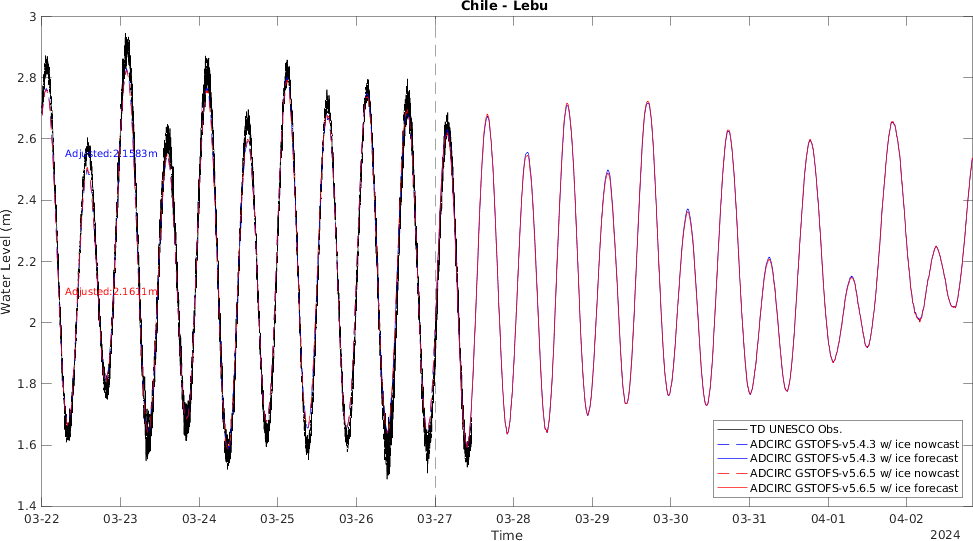 Chile - Lebu
3
2.8
2.6
2.4
2.2
2
1.8
1.6
1.4
Water Level (m)
Adjusted:2.1583m
Adjusted:2.1611m
TD UNESCO Obs.
ADCIRC GSTOFS-v5.4.3 w/ ice nowcast
ADCIRC GSTOFS-v5.4.3 w/ ice forecast
ADCIRC GSTOFS-v5.6.5 w/ ice nowcast
ADCIRC GSTOFS-v5.6.5 w/ ice forecast
03-22 03-23 03-24 03-25 03-26 03-27 03-28 03-29 03-30 03-31 04-01 04-02
Time
2024